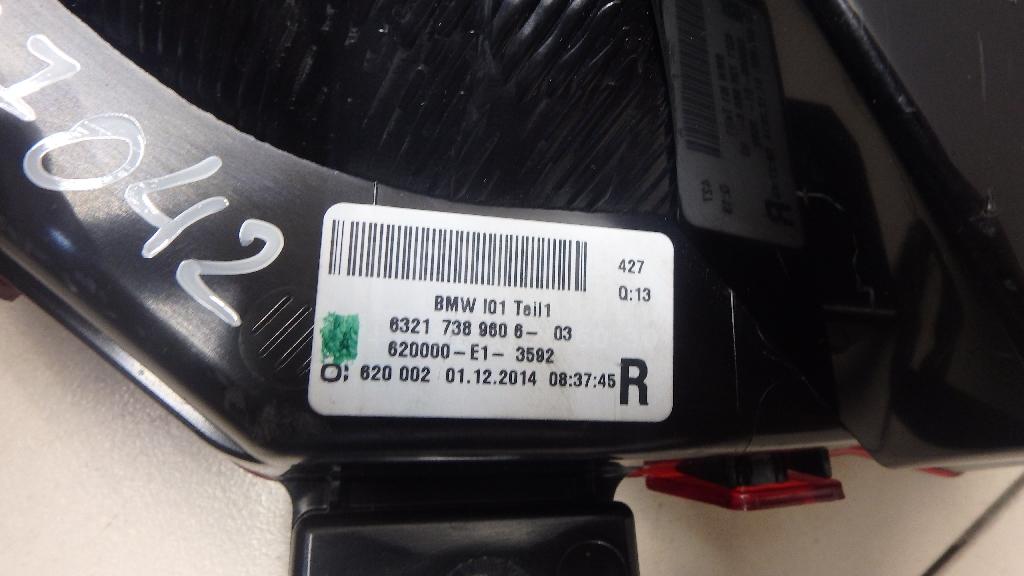 1042
427
Q:13
BMW I01 Teil1
6321 738 960 6- 03
620000-E1- 3592
O: 620 002 01.12.2014 08:37:45 R